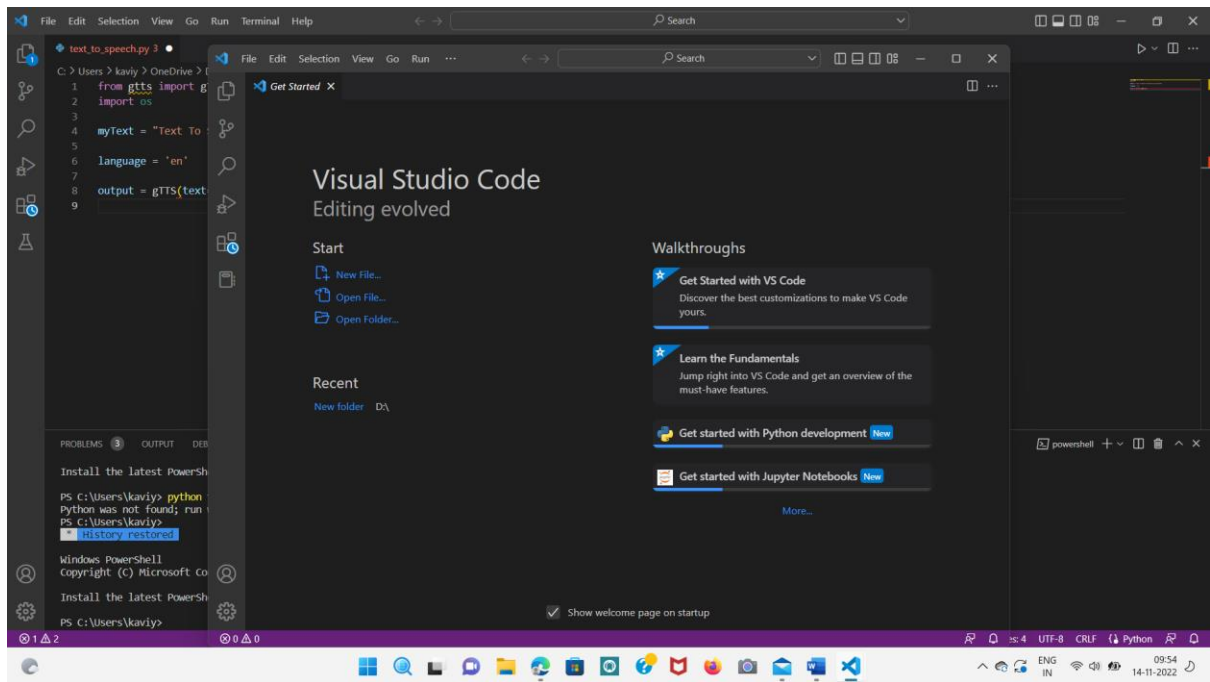 File Edit Selection View Go Run Terminal Help
Search
text_to_speech.py 3
C: > Users > kaviy > OneDrive >
1 from gtts import g
2 import os
3
4 myText = "Text To
5
6 language = 'en'
7
8 output = gTTS(text
9
File Edit Selection View Go Run ...
Search
Get Started
Visual Studio Code
Editing evolved
Start
New File...
Open File...
Open Folder...
Recent
New folder D:\
Walkthroughs
Get Started with VS Code
Discover the best customizations to make VS Code
yours.
Learn the Fundamentals
Jump right into VS Code and get an overview of the
must-have features.
Get started with Python development New
Get started with Jupyter Notebooks New
More...
Show welcome page on startup
PROBLEMS 3 OUTPUT DEB
powershell
Install the latest PowerSh
PS C:\Users\kaviy> python
Python was not found; run
PS C:\Users\kaviy>
* History restored
Windows PowerShell
Copyright (C) Microsoft Co
Install the latest PowerSh
PS C:\Users\kaviy>
1 2
0 0
es: 4 UTF-8 CRLF Python
ENG
IN
09:54
14-11-2022